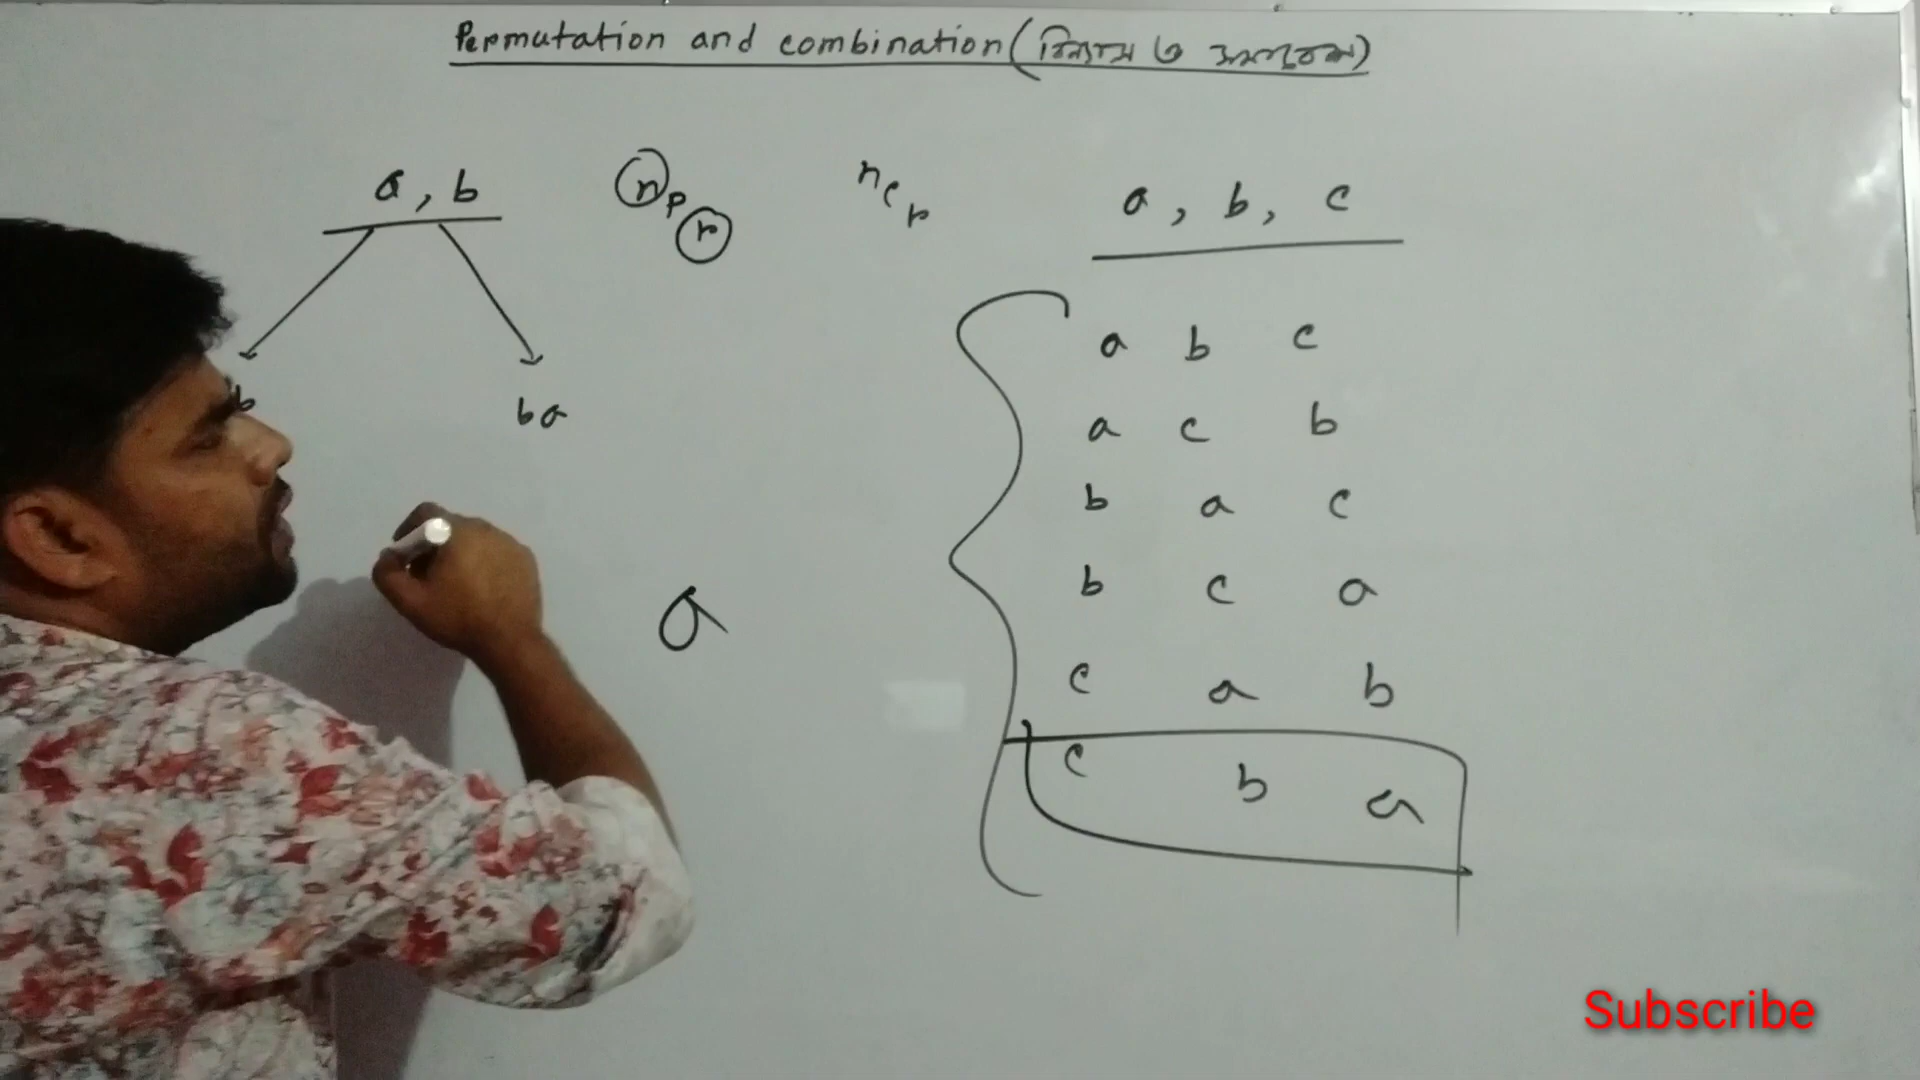 Permutation and combination (বিন্যাস ও সমাবেশ)
a, b
nPr
nCr
a, b, c
b
ba
a b c
a c b
b a c
b c a
c a b
c b a
a
Subscribe